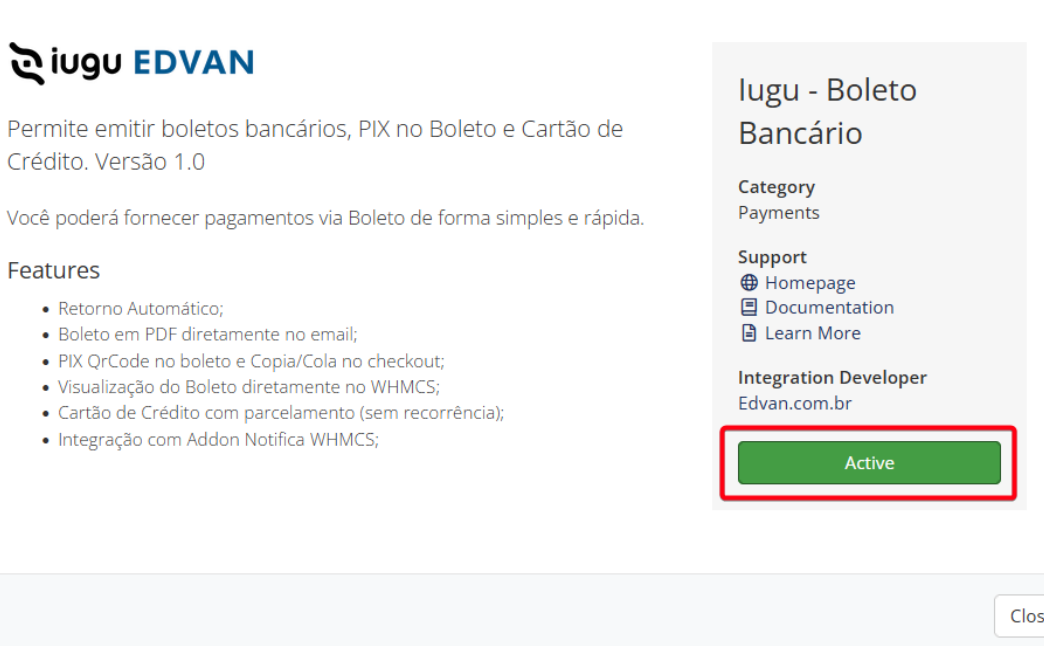 iugu EDVAN
Permite emitir boletos bancários, PIX no Boleto e Cartão de
Crédito. Versão 1.0
Você poderá fornecer pagamentos via Boleto de forma simples e rápida.
Features
• Retorno Automático;
• Boleto em PDF diretamente no email;
• PIX QrCode no boleto e Copia/Cola no checkout;
• Visualização do Boleto diretamente no WHMCS;
• Cartão de Crédito com parcelamento (sem recorrência);
• Integração com Addon Notifica WHMCS;
Iugu - Boleto
Bancário
Category
Payments
Support
Homepage
Documentation
Learn More
Integration Developer
Edvan.com.br
Active
Clos